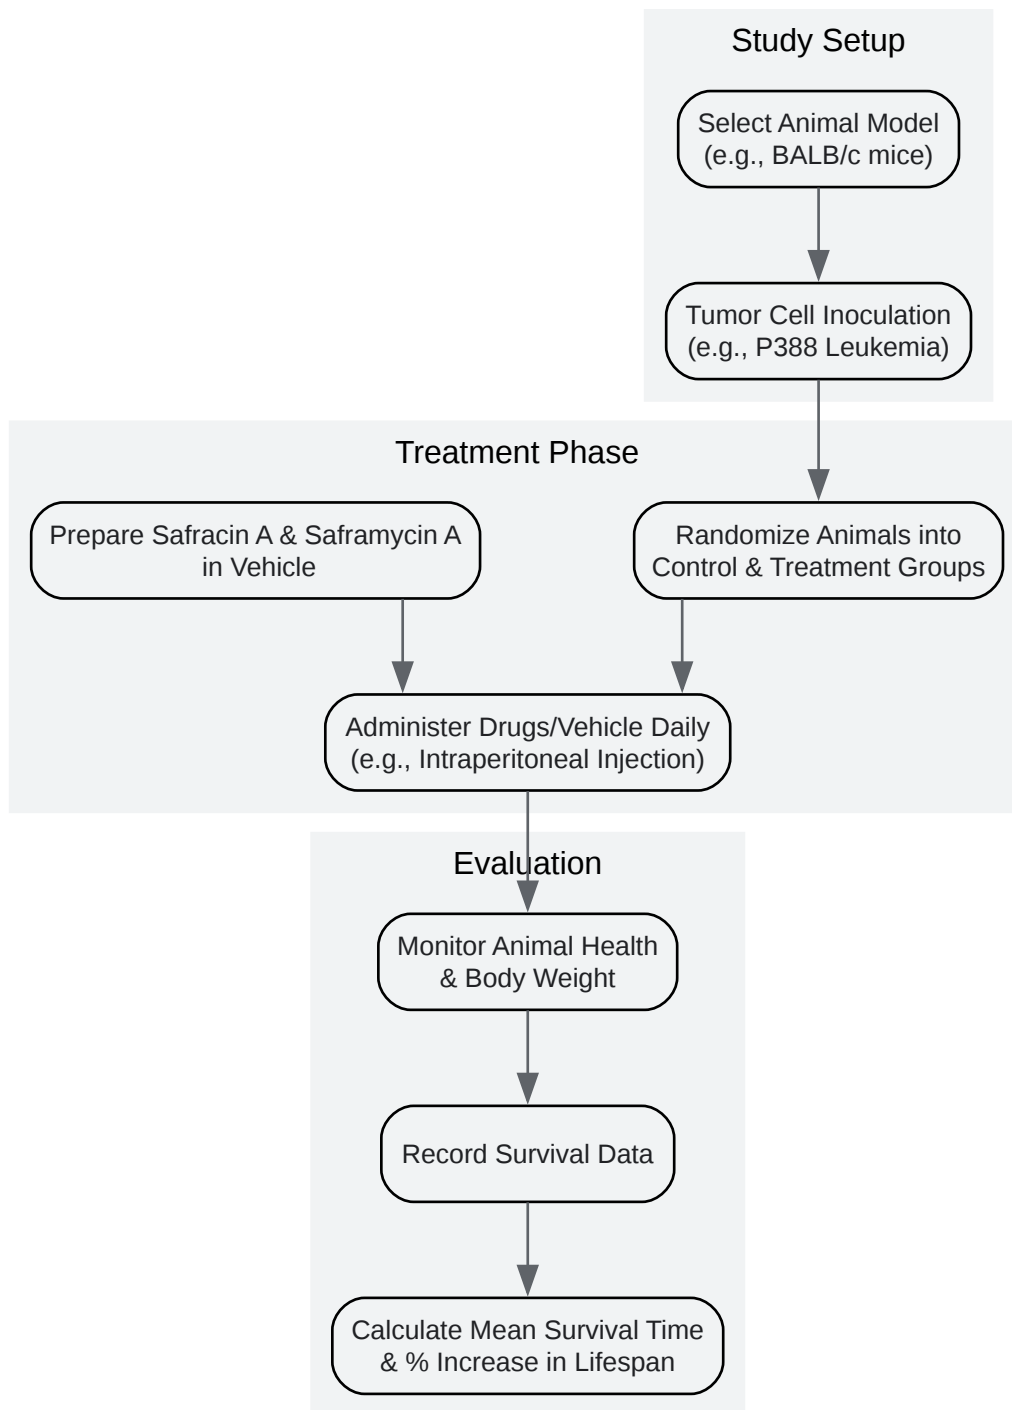 Study Setup
Select Animal Model
(e.g., BALB/c mice)
Tumor Cell Inoculation
(e.g., P388 Leukemia)
Treatment Phase
Prepare Safracin A & Saframycin A
in Vehicle
Randomize Animals into
Control & Treatment Groups
Administer Drugs/Vehicle Daily
(e.g., Intraperitoneal Injection)
Evaluation
Monitor Animal Health
& Body Weight
Record Survival Data
Calculate Mean Survival Time
& % Increase in Lifespan